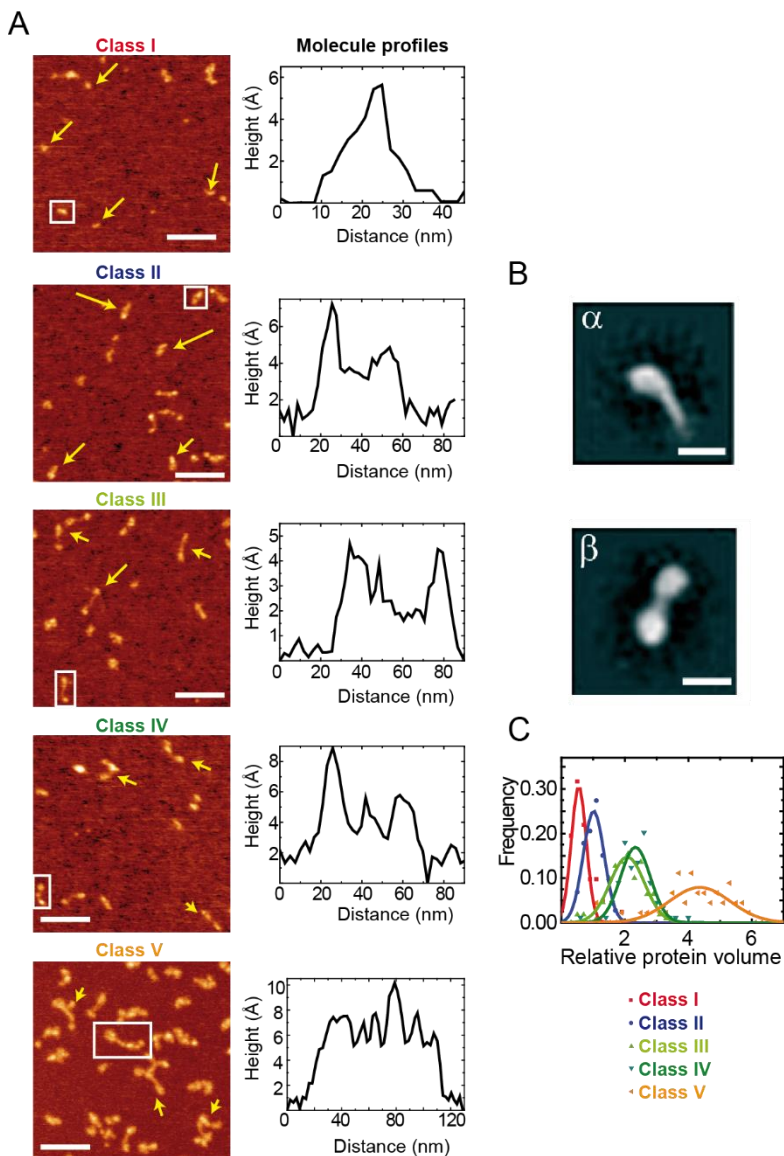 A
Class I
Molecule profiles
Height (Å)
6
4
2
0
0 10 20 30 40
Distance (nm)
Class II
Height (Å)
6
4
2
0
0 20 40 60 80
Distance (nm)
B
α
Class III
Height (Å)
5
4
3
2
1
0
0 20 40 60 80
Distance (nm)
β
Class IV
Height (Å)
8
6
4
2
0 20 40 60 80 100 120
Distance (nm)
C
Frequency
0.30
0.20
0.10
0.00
2 4 6
Relative protein volume
Class I
Class II
Class III
Class IV
Class V
Class V
Height (Å)
10
8
6
4
2
0
0 40 80 120
Distance (nm)